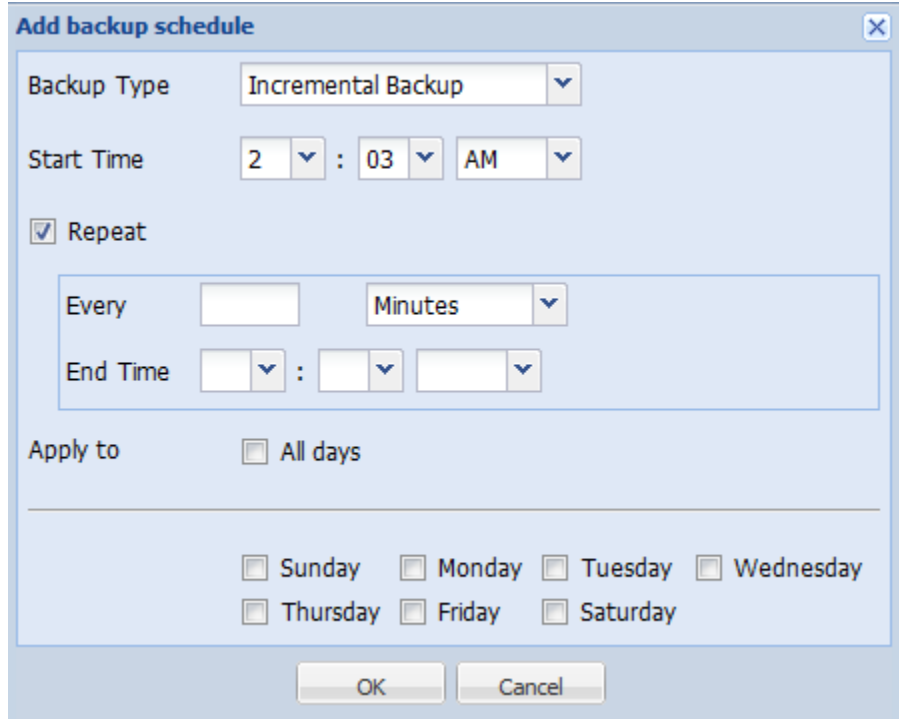 Add backup schedule
Backup Type Incremental Backup
Start Time 2 : 03 AM
Repeat
Every Minutes
End Time :
Apply to All days
Sunday Monday Tuesday Wednesday
Thursday Friday Saturday
OK Cancel